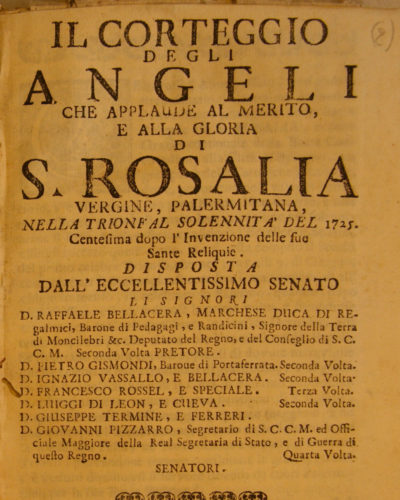 (8)
IL CORTEGGIO
DEGLI
ANGELI
CHE APPLAUDE AL MERITO,
E ALLA GLORIA
DI
S. ROSALIA
VERGINE, PALERMITANA,
NELLA TRIONFAL SOLENNITA' DEL 1725.
Centesima dopo l'Invenzione delle sue
Sante Reliquie.
DISPOSTA
DALL' ECCELLENTISSIMO SENATO
LI SIGNORI
D. RAFFAELE BELLACERA, MARCHESE DUCA DI RE-
galmici, Barone di Pedagagi, e Randicini, Signore della Terra
di Moncilebri &c. Deputato del Regno, e del Conseglio di S. C.
C. M. Seconda Volta PRETORE.
D. PIETRO GISMONDI, Barone di Portaferrata. Seconda Volta.
D. IGNAZIO VASSALLO, E BELLACERA. Seconda Volta.
D. FRANCESCO ROSSEL, E SPECIALE. Terza Volta.
D. LUIGGI DI LEON, E CUEVA. Seconda Volta.
D. GIUSEPPE TERMINE, E FERRERI.
D. GIOVANNI PIZZARRO, Segretario di S. C. C. M. ed Offi-
ciale Maggiore della Real Segretaria di Stato, e di Guerra di
questo Regno. Quarta Volta.
SENATORI.